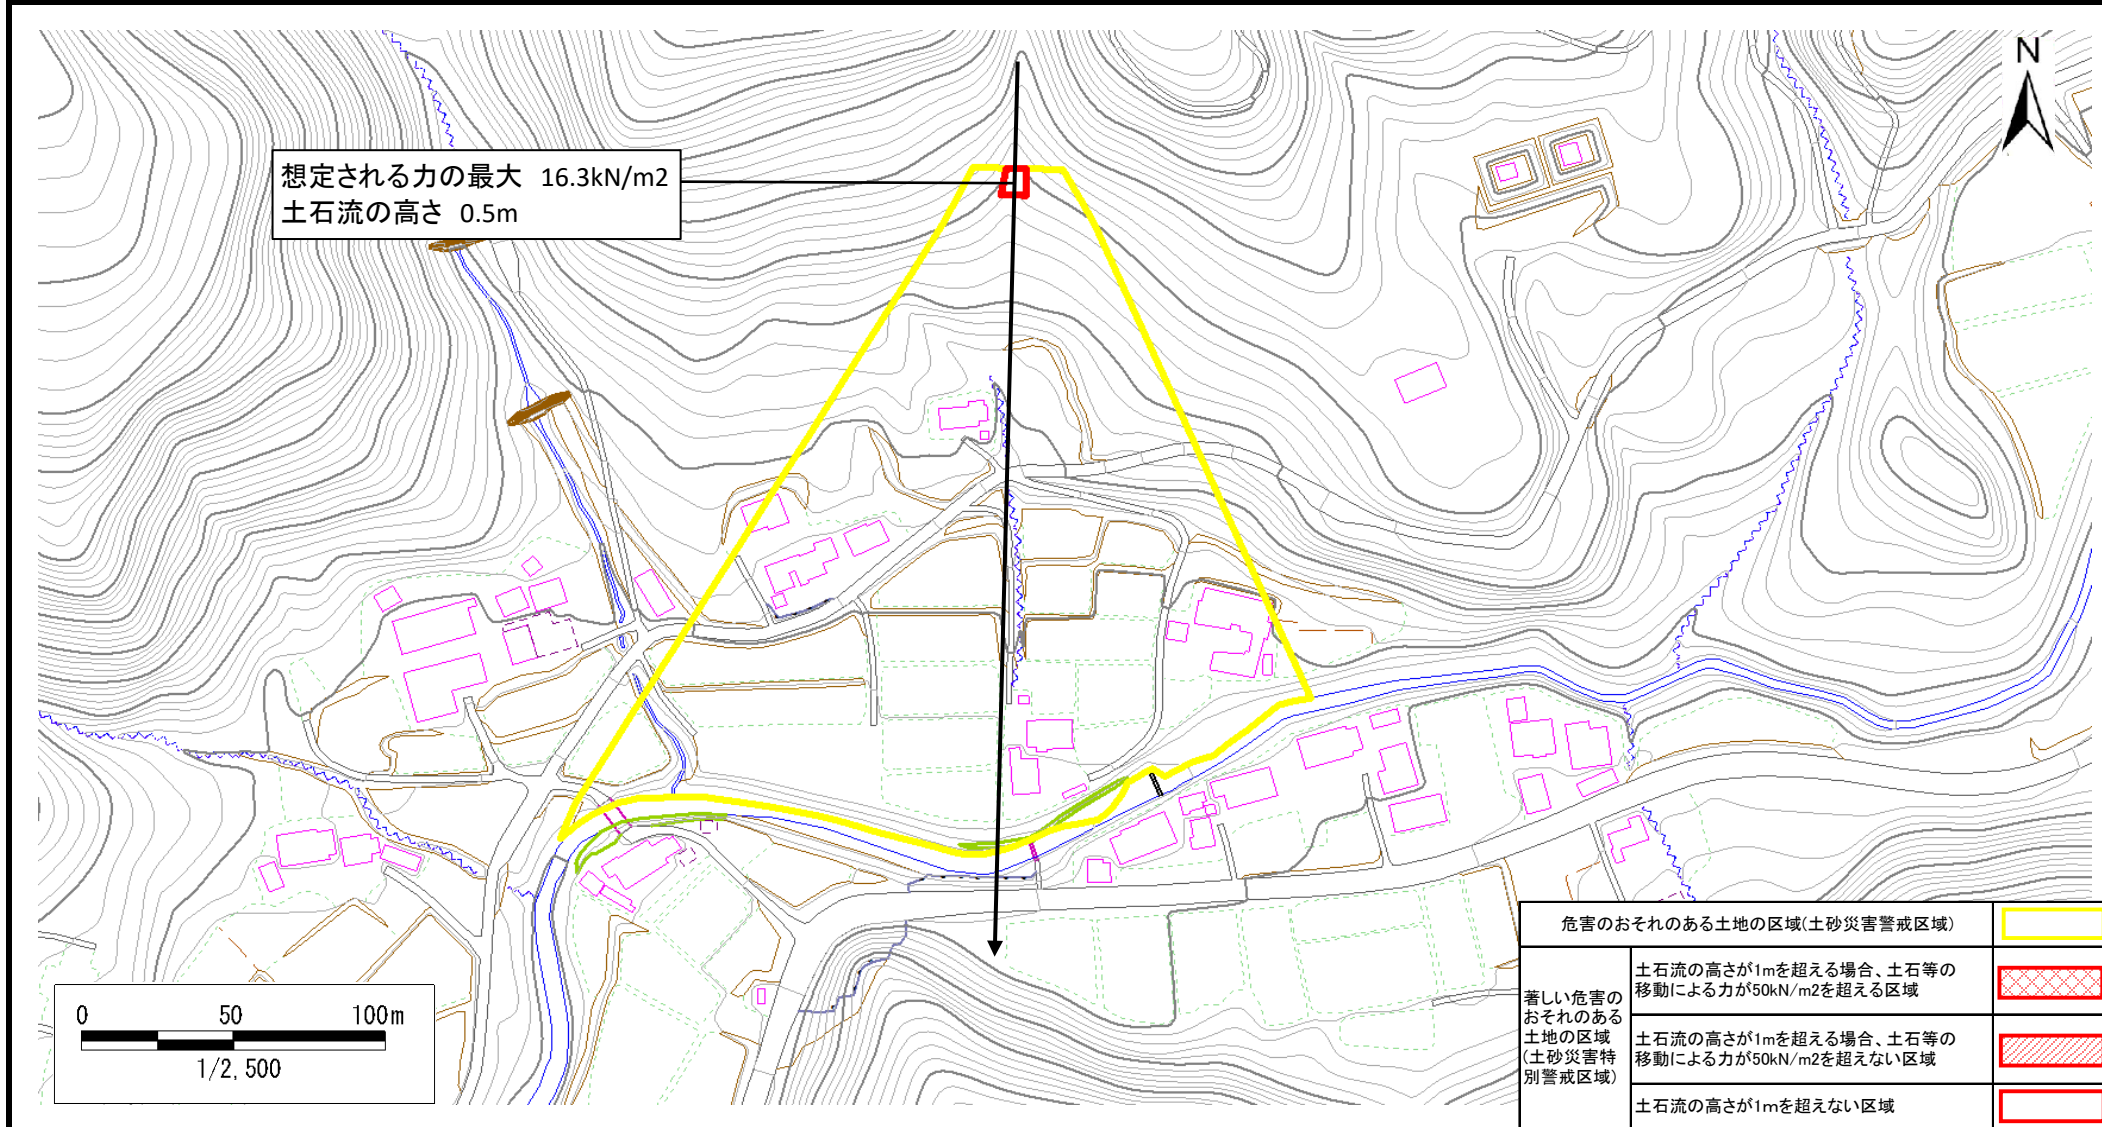 N
想定される力の最大 16.3kN/m2
土石流の高さ 0.5m
0 50 100m
1/2,500
危害のおそれのある土地の区域(土砂災害警戒区域)
著しい危害の
おそれのある
土地の区域
(土砂災害特
別警戒区域)
土石流の高さが1mを超える場合、土石等の
移動による力が50kN/m2を超える区域
土石流の高さが1mを超える場合、土石等の
移動による力が50kN/m2を超えない区域
土石流の高さが1mを超えない区域